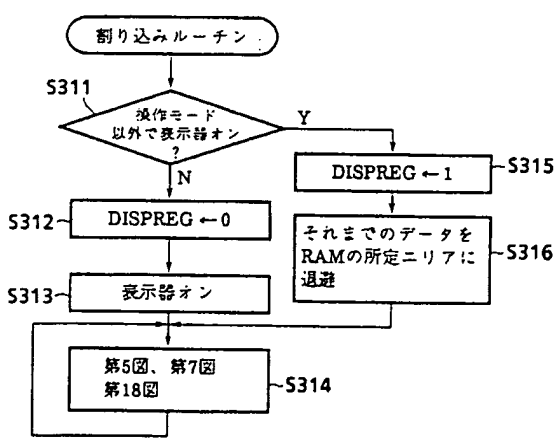 割り込みルーチン
S311
操作モード
以外で表示器オン
?
Y
N
S315
DISPREG←1
S312
DISPREG←0
それまでのデータを
RAMの所定エリアに
退避
S316
S313
表示器オン
第5図、第7図
第18図
S314